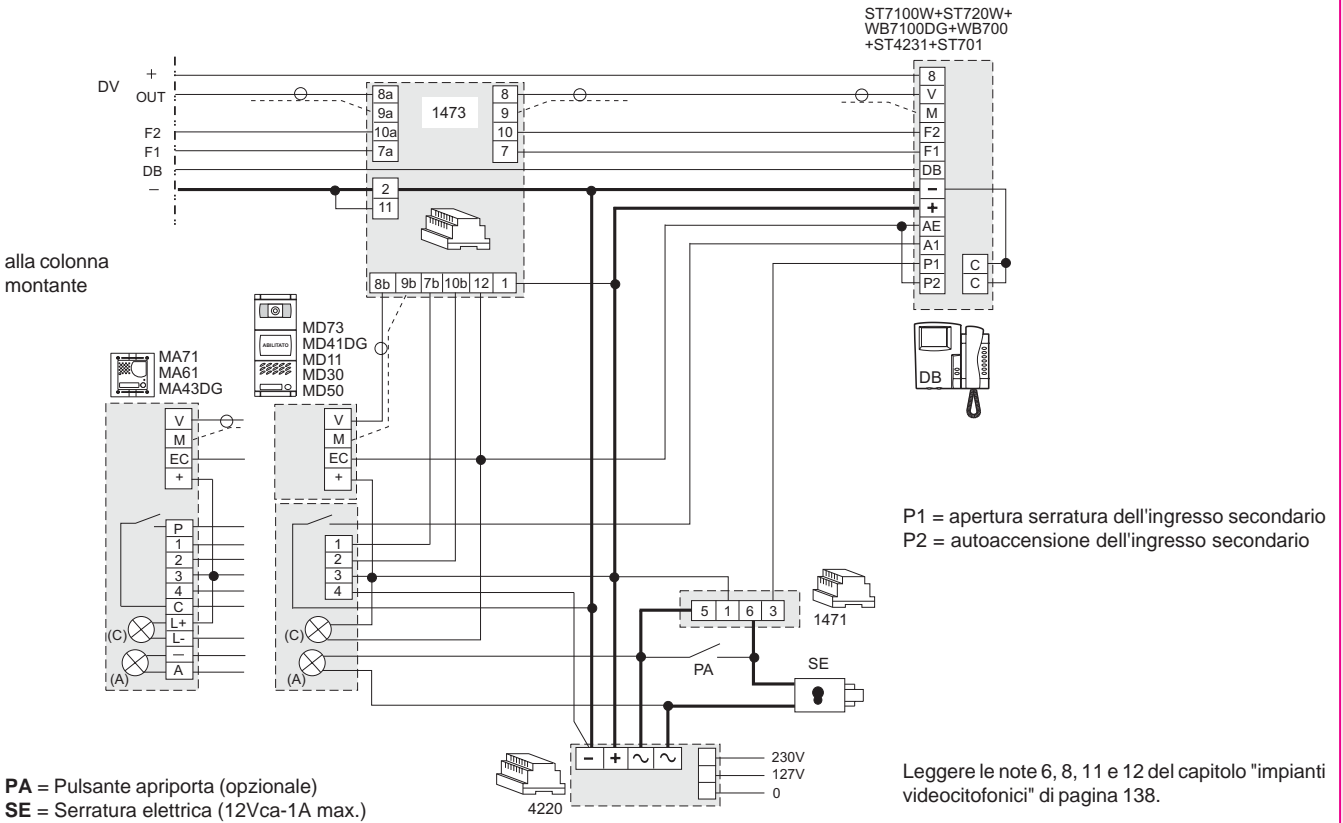 ST7100W+ST720W+
WB7100DG+WB700
+ST4231+ST701
DV
+
OUT
F2
F1
DB
−
8a
9a
10a
7a
1473
8
9
10
7
2
11
8b 9b 7b 10b 12 1
8
V
M
F2
F1
DB
−
+
AE
A1
P1
P2
C
C
DB
alla colonna
montante
MA71
MA61
MA43DG
ABILITATO
MD73
MD41DG
MD11
MD30
MD50
V
M
EC
+
P
1
2
3
4
C
L+
L-
—
A
(C)
(A)
V
M
EC
+
1
2
3
4
(C)
(A)
P1 = apertura serratura dell'ingresso secondario
P2 = autoaccensione dell'ingresso secondario
5 1 6 3
1471
PA
SE
− + ~ ~
4220
230V
127V
0
PA = Pulsante apriporta (opzionale)
SE = Serratura elettrica (12Vca-1A max.)
Leggere le note 6, 8, 11 e 12 del capitolo "impianti
videocitofonici" di pagina 138.